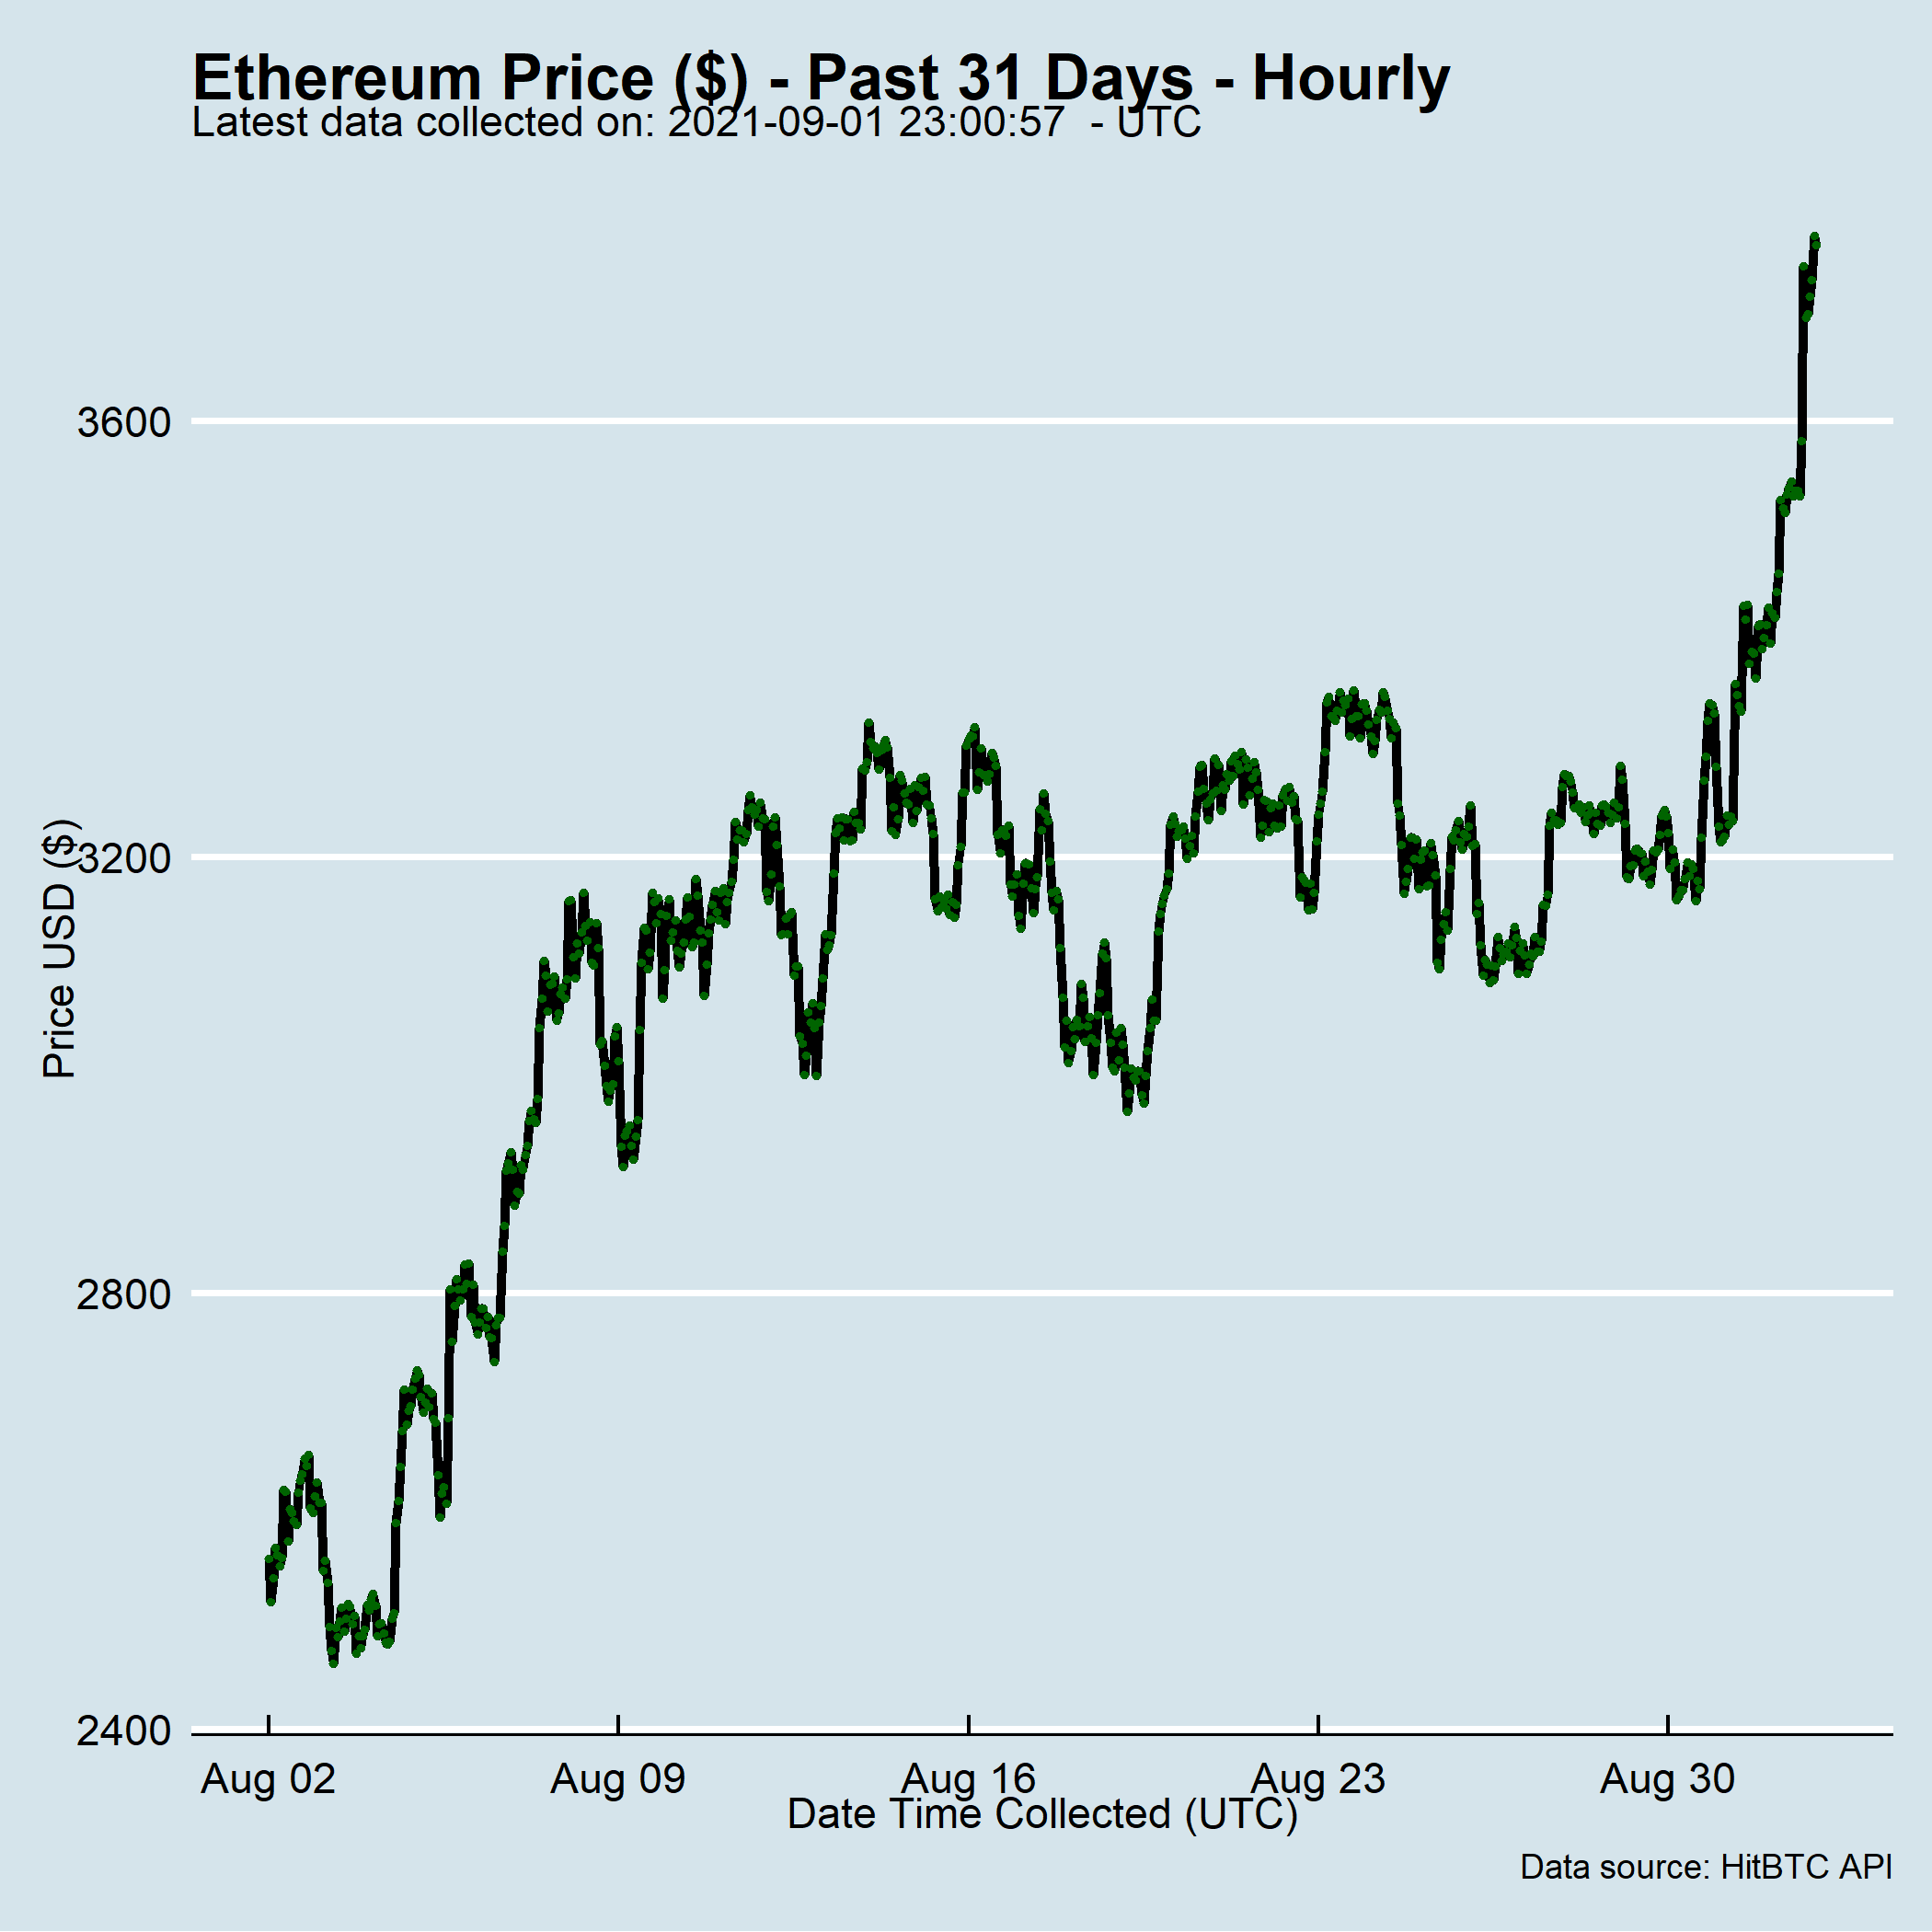 Ethereum Price ($) - Past 31 Days - Hourly
Latest data collected on: 2021-09-01 23:00:57  - UTC
Price USD ($)
3600
3200
2800
2400
Aug 02 Aug 09 Aug 16 Aug 23 Aug 30
Date Time Collected (UTC)
Data source: HitBTC API